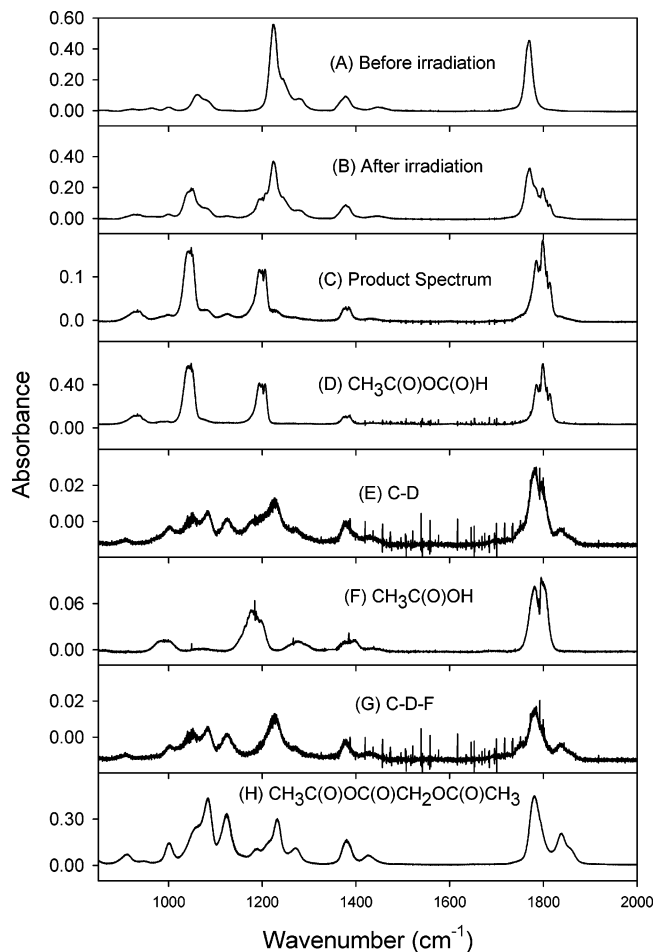 0.60
0.40
0.20
0.00
(A) Before irradiation
0.40
0.20
0.00
(B) After irradiation
0.1
0.0
(C) Product Spectrum
0.40
0.00
(D) CH₃C(O)OC(O)H
Absorbance
0.02
0.00
(E) C-D
0.06
0.00
(F) CH₃C(O)OH
0.02
0.00
(G) C-D-F
(H) CH₃C(O)OC(O)CH₂OC(O)CH₃
0.30
0.00
1000 1200 1400 1600 1800 2000
Wavenumber (cm⁻¹)